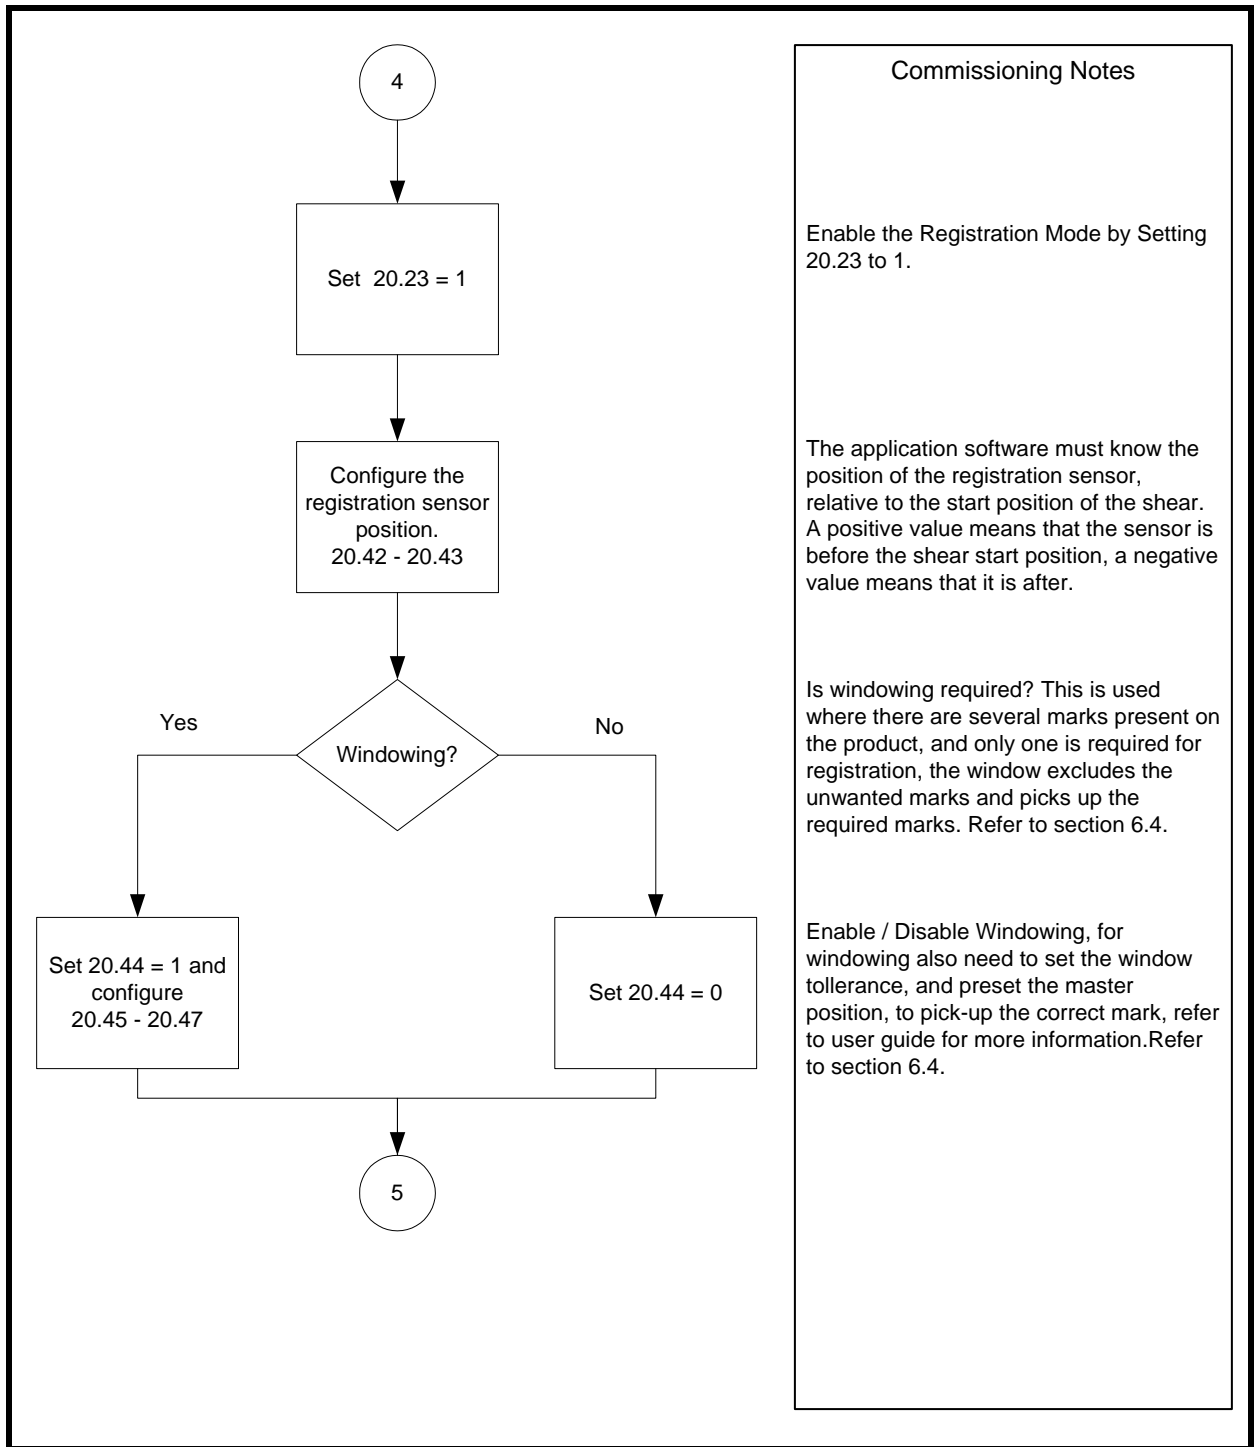 4
Set 20.23 = 1
Configure the
registration sensor
position.
20.42 - 20.43
Windowing?
Yes
No
Set 20.44 = 1 and
configure
20.45 - 20.47
Set 20.44 = 0
5
Commissioning Notes
Enable the Registration Mode by Setting
20.23 to 1.
The application software must know the
position of the registration sensor,
relative to the start position of the shear.
A positive value means that the sensor is
before the shear start position, a negative
value means that it is after.
Is windowing required? This is used
where there are several marks present on
the product, and only one is required for
registration, the window excludes the
unwanted marks and picks up the
required marks. Refer to section 6.4.
Enable / Disable Windowing, for
windowing also need to set the window
tollerance, and preset the master
position, to pick-up the correct mark, refer
to user guide for more information.Refer
to section 6.4.